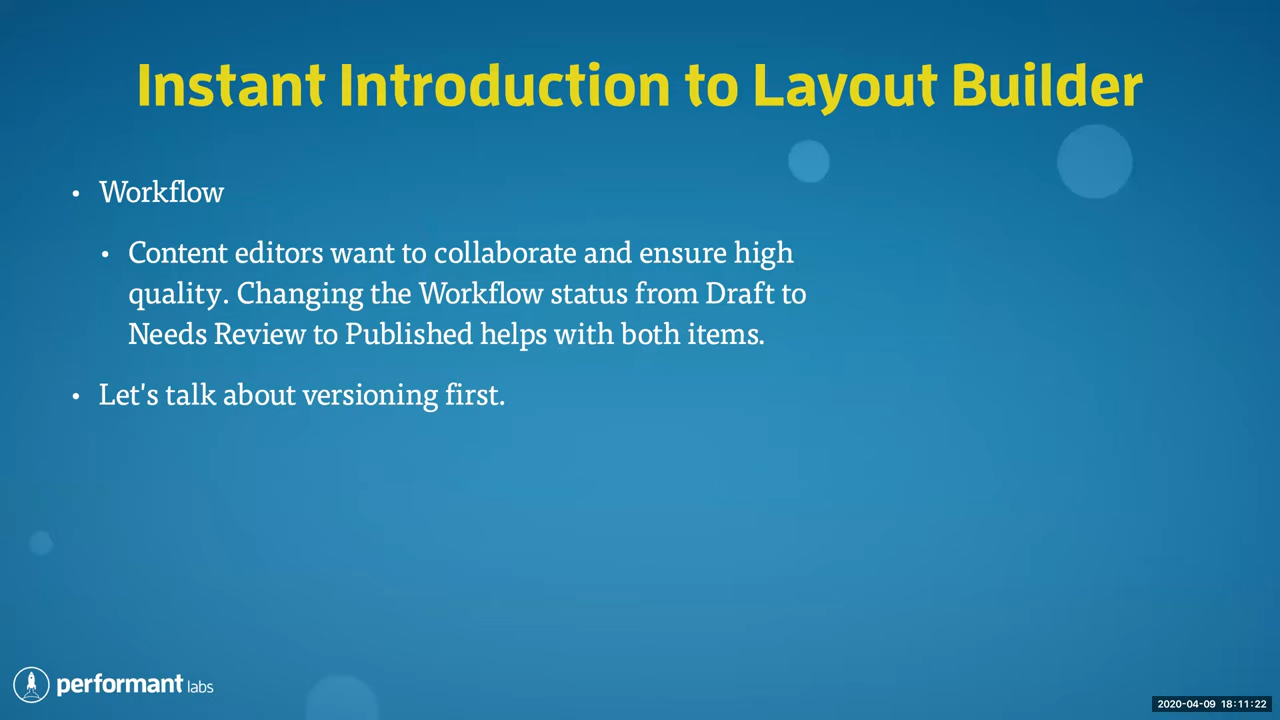 Instant Introduction to Layout Builder
• Workflow
• Content editors want to collaborate and ensure high
quality. Changing the Workflow status from Draft to
Needs Review to Published helps with both items.
• Let's talk about versioning first.
performant labs
2020-04-09 18:11:22